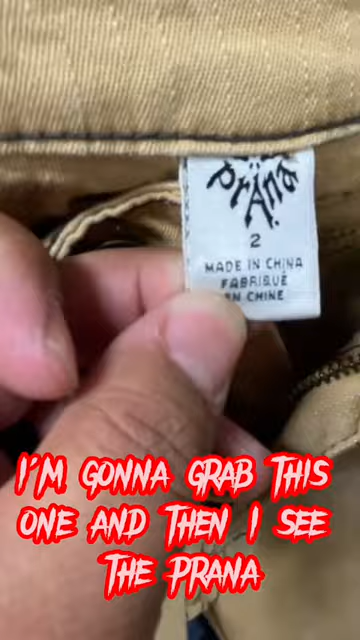 prAna
2
MADE IN CHINA
FABRIQUÉ
EN CHINE
I'M GONNA GRAB THIS
ONE AND THEN I SEE
THE PRANA